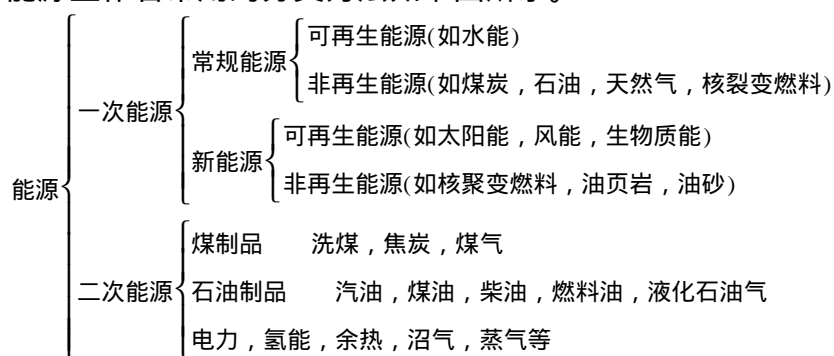 可再生能源(如水能)
常规能源
非再生能源(如煤炭，石油，天然气，核裂变燃料)
一次能源
可再生能源(如太阳能，风能，生物质能)
新能源
非再生能源(如核聚变燃料，油页岩，油砂)
能源
煤制品 洗煤，焦炭，煤气
二次能源 石油制品 汽油，煤油，柴油，燃料油，液化石油气
电力，氢能，余热，沼气，蒸气等